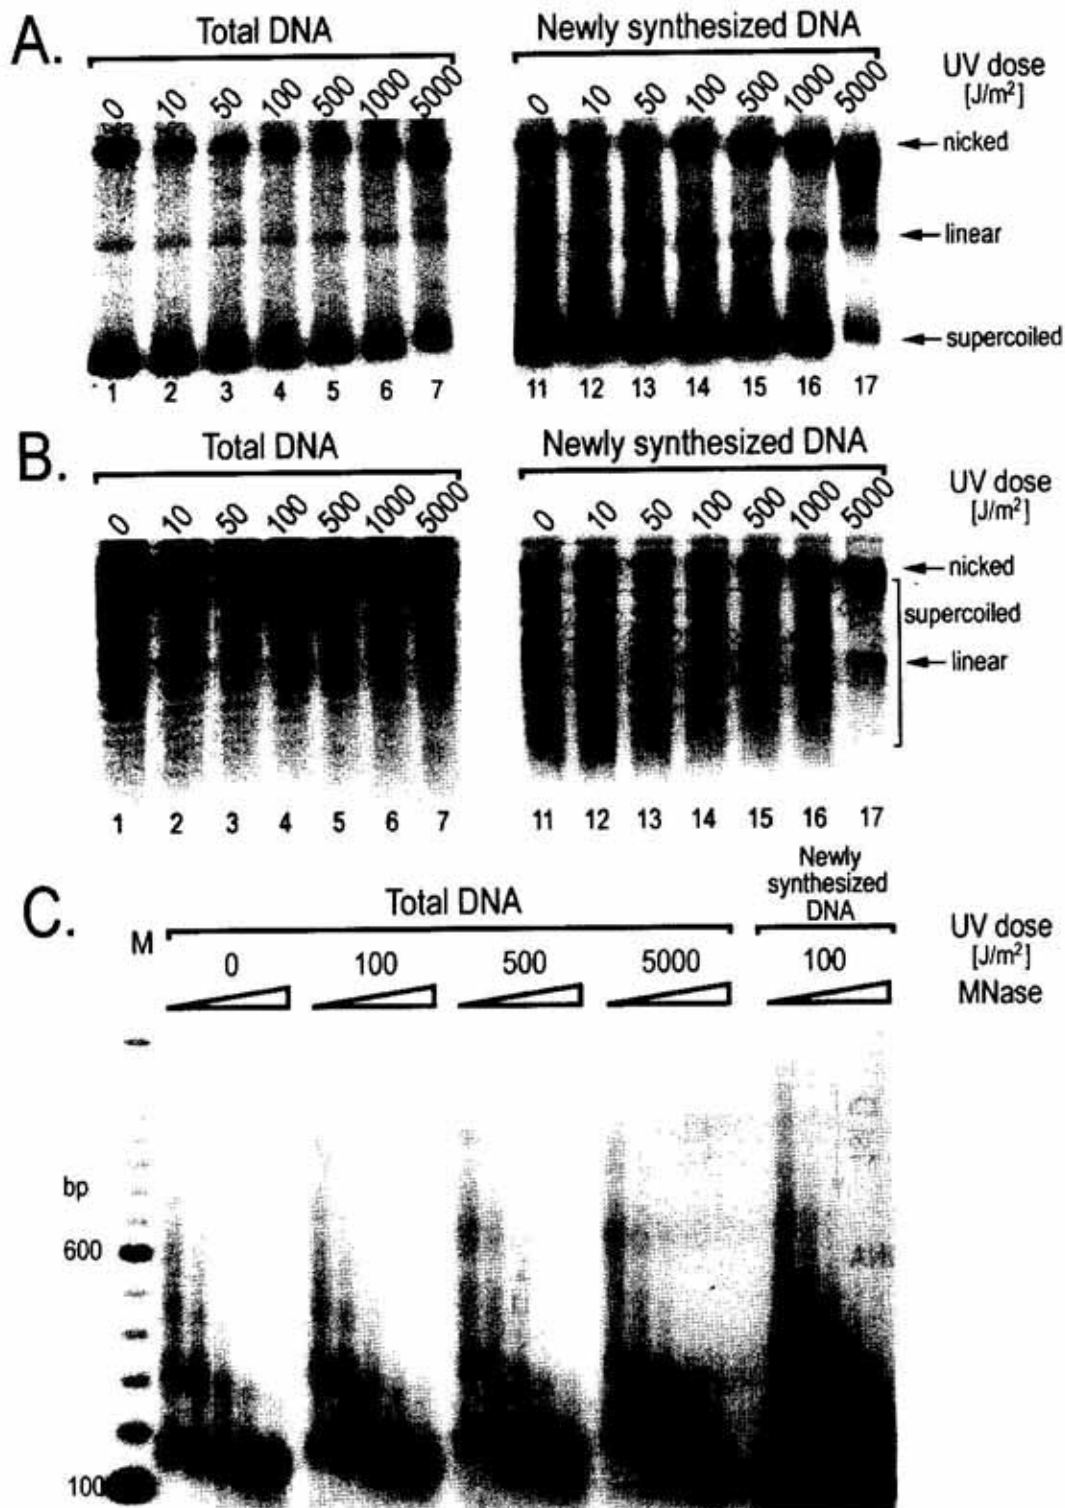 A.
Total DNA
Newly synthesized DNA
0 10 50 100 500 1000 5000
0 10 50 100 500 1000 5000
UV dose
[J/m²]
nicked
linear
supercoiled
1 2 3 4 5 6 7
11 12 13 14 15 16 17
B.
Total DNA
Newly synthesized DNA
0 10 50 100 500 1000 5000
0 10 50 100 500 1000 5000
UV dose
[J/m²]
nicked
supercoiled
linear
1 2 3 4 5 6 7
11 12 13 14 15 16 17
C.
M
Total DNA
Newly
synthesized
DNA
UV dose
[J/m²]
0 100 500 5000 100
MNase
bp
600
100